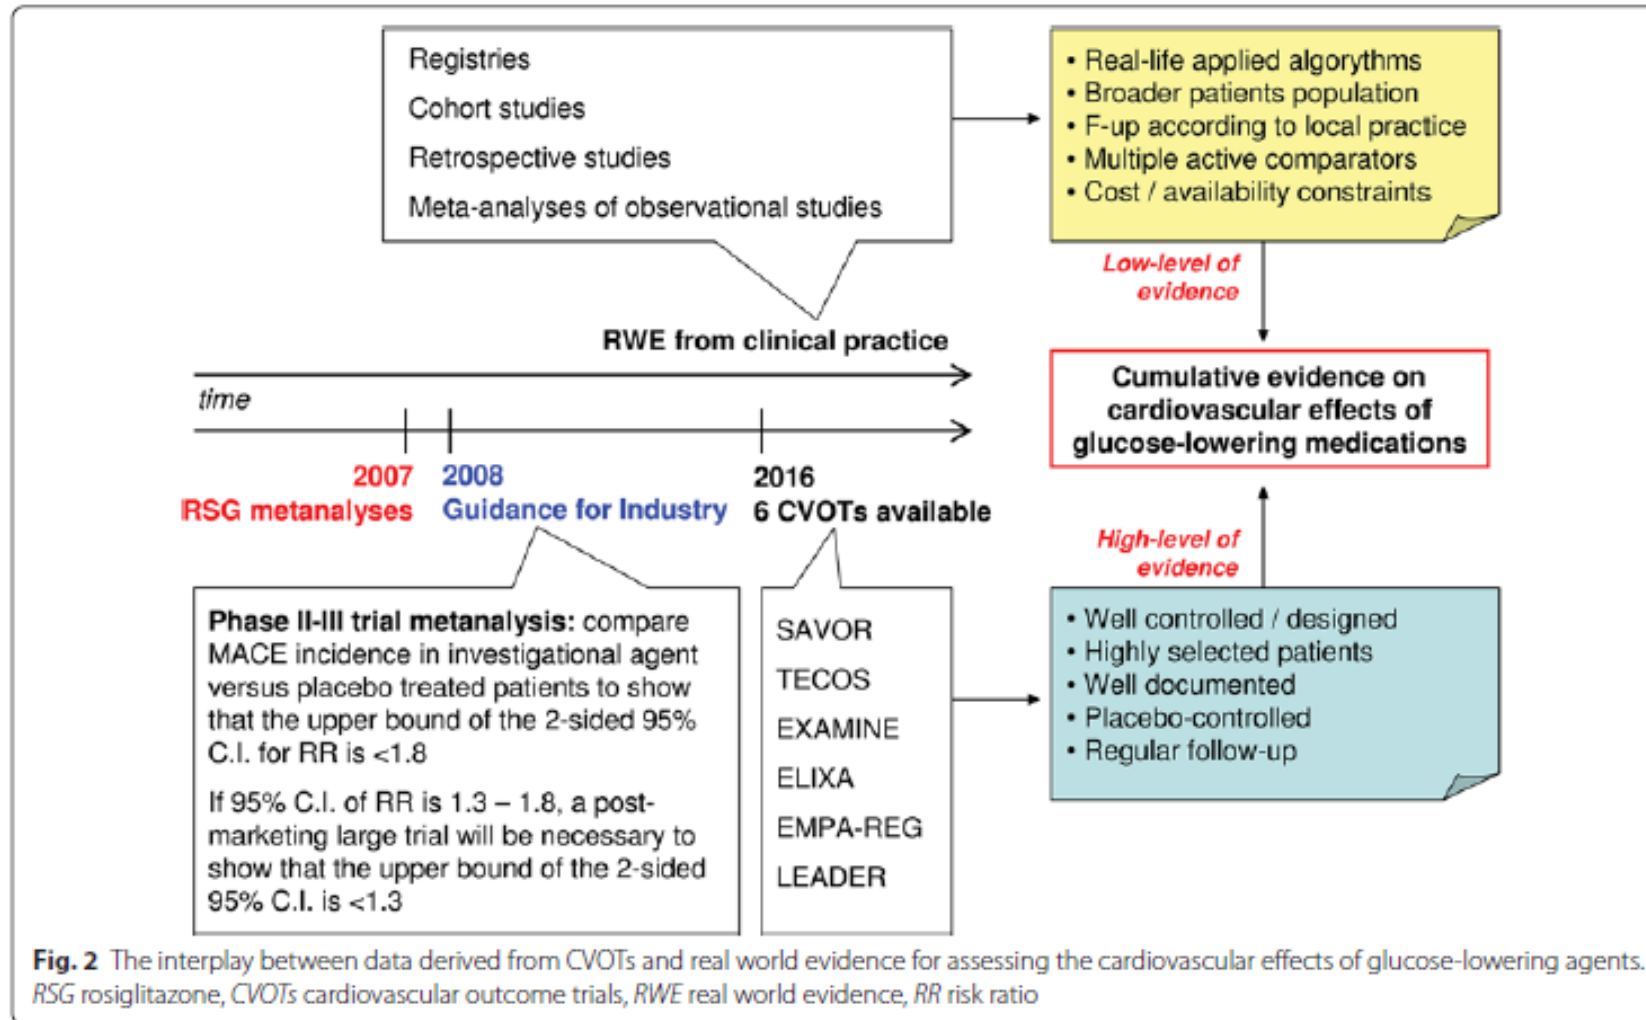 Registries
Cohort studies
Retrospective studies
Meta-analyses of observational studies
• Real-life applied algorythms
• Broader patients population
• F-up according to local practice
• Multiple active comparators
• Cost / availability constraints
Low-level of
evidence
RWE from clinical practice
time
Cumulative evidence on
cardiovascular effects of
glucose-lowering medications
2007
RSG metanalyses
2008
Guidance for Industry
2016
6 CVOTs available
High-level of
evidence
Phase II-III trial metanalysis: compare
MACE incidence in investigational agent
versus placebo treated patients to show
that the upper bound of the 2-sided 95%
C.I. for RR is <1.8
If 95% C.I. of RR is 1.3 – 1.8, a post-
marketing large trial will be necessary to
show that the upper bound of the 2-sided
95% C.I. is <1.3
SAVOR
TECOS
EXAMINE
ELIXA
EMPA-REG
LEADER
• Well controlled / designed
• Highly selected patients
• Well documented
• Placebo-controlled
• Regular follow-up
Fig. 2 The interplay between data derived from CVOTs and real world evidence for assessing the cardiovascular effects of glucose-lowering agents.
RSG rosiglitazone, CVOTs cardiovascular outcome trials, RWE real world evidence, RR risk ratio